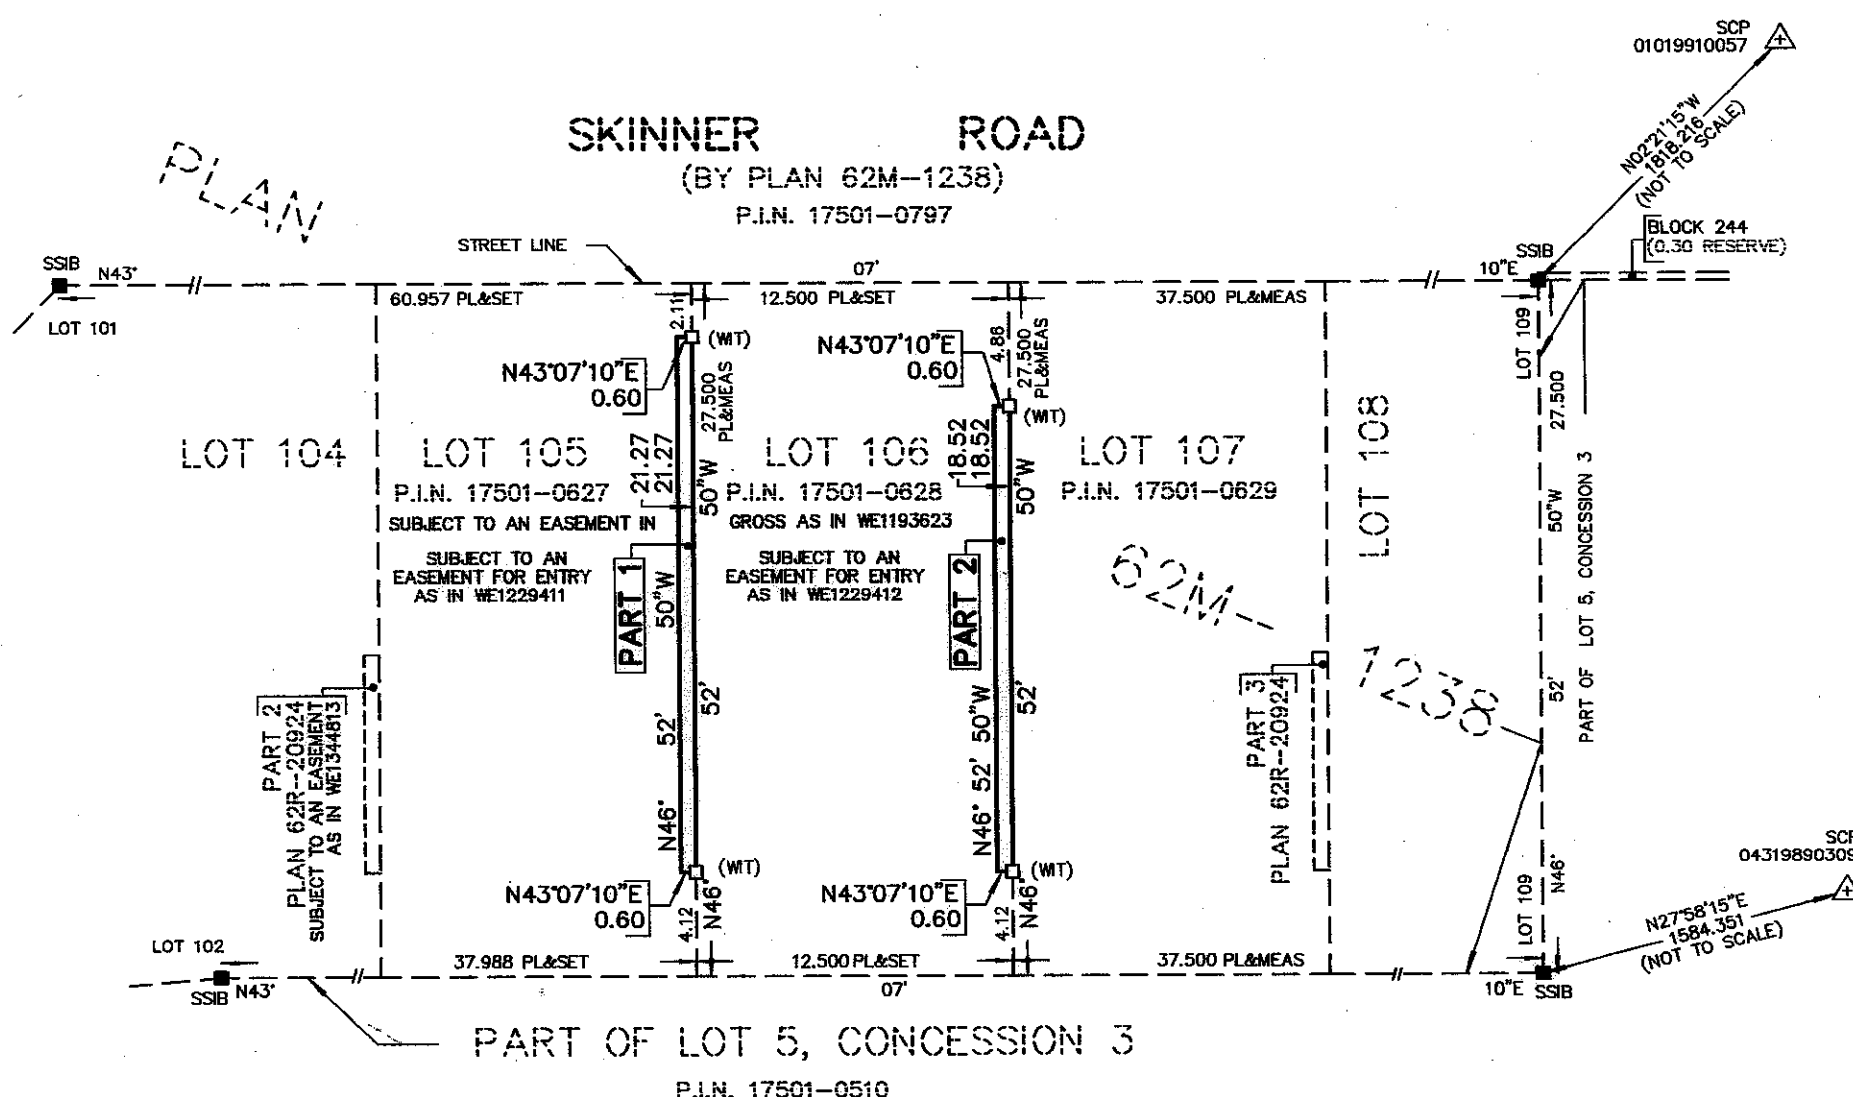 SCP
01019910057
N02°21'15"W
1818.216
(NOT TO SCALE)
SKINNER ROAD
(BY PLAN 62M-1238)
P.I.N. 17501-0797
PLAN
BLOCK 244
(0.30 RESERVE)
STREET LINE
SSIB
N43°
07'
10"E
SSIB
LOT 101
60.957 PL&SET
12.500 PL&SET
37.500 PL&MEAS
2.11
(WIT)
N43°07'10"E
0.60
27.500
PL&MEAS
N43°07'10"E
0.60
4.86
27.500
PL&MEAS
(WIT)
LOT 109
27.500
LOT 104
LOT 105
P.I.N. 17501-0627
21.27
21.27
50"W
LOT 106
P.I.N. 17501-0628
18.52
18.52
50"W
LOT 107
P.I.N. 17501-0629
LOT 108
50"W
SUBJECT TO AN EASEMENT IN GROSS AS IN WE1193623
SUBJECT TO AN
EASEMENT FOR ENTRY
AS IN WE1229411
PART 1
50"W
SUBJECT TO AN
EASEMENT FOR ENTRY
AS IN WE1229412
PART 2
62M-
1238
PART OF LOT 5, CONCESSION 3
52'
PART 2
PLAN 62R-20924
SUBJECT TO AN EASEMENT
AS IN WE1344813
52'
52'
N46°
N46° 52' 50"W
52'
PART 3
PLAN 62R-20924
N43°07'10"E
0.60
(WIT)
4.12
N46°
N43°07'10"E
0.60
(WIT)
4.12
N46°
LOT 109
N46°
SCP
04319890309
N27°58'15"E
1584.351
(NOT TO SCALE)
LOT 102
37.988 PL&SET
12.500 PL&SET
37.500 PL&MEAS
SSIB
N43°
07'
10"E
SSIB
PART OF LOT 5, CONCESSION 3
P.I.N. 17501-0510